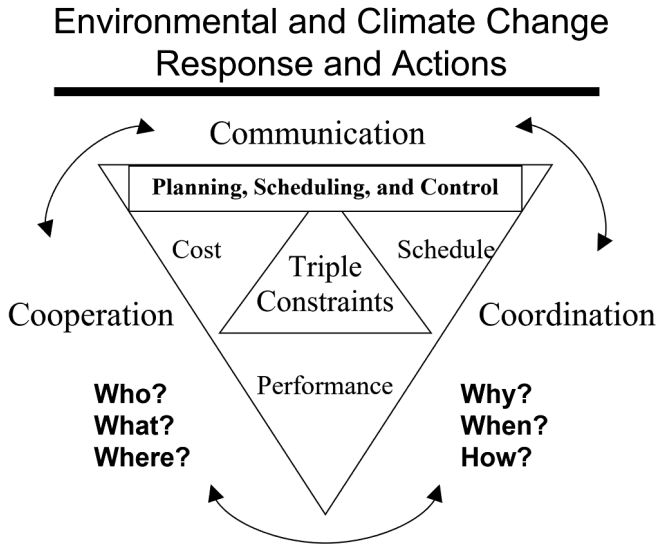 Environmental and Climate Change
Response and Actions
Communication
Planning, Scheduling, and Control
Cost
Schedule
Triple
Constraints
Cooperation
Coordination
Performance
Who?
What?
Where?
Why?
When?
How?